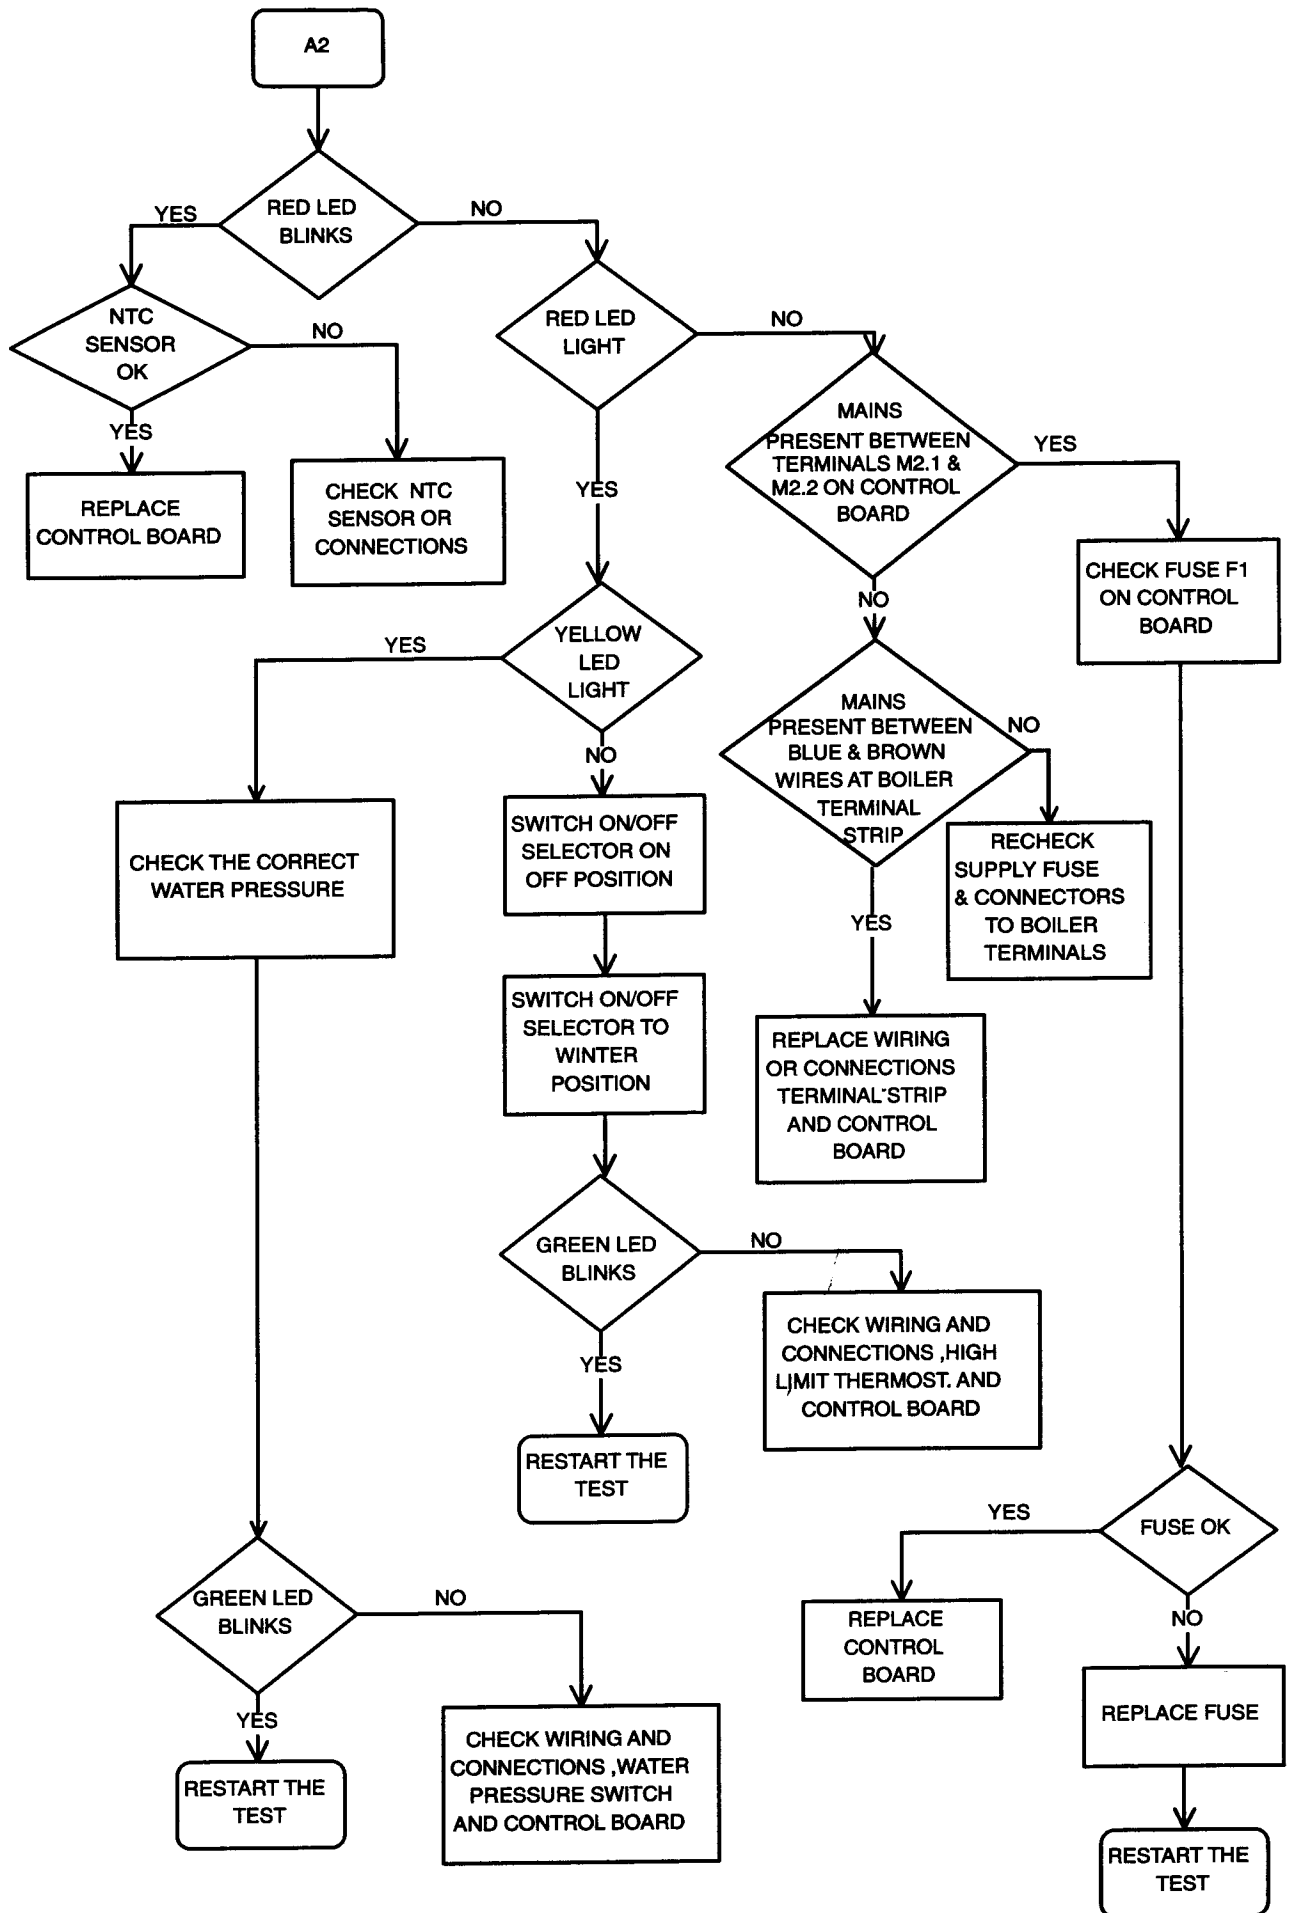 A2
RED LED
BLINKS
YES
NO
NTC
SENSOR
OK
NO
YES
REPLACE
CONTROL BOARD
CHECK NTC
SENSOR OR
CONNECTIONS
RED LED
LIGHT
NO
YES
MAINS
PRESENT BETWEEN
TERMINALS M2.1 &
M2.2 ON CONTROL
BOARD
YES
NO
CHECK FUSE F1
ON CONTROL
BOARD
YELLOW
LED
LIGHT
YES
NO
MAINS
PRESENT BETWEEN
BLUE & BROWN
WIRES AT BOILER
TERMINAL
STRIP
NO
YES
RECHECK
SUPPLY FUSE
& CONNECTORS
TO BOILER
TERMINALS
CHECK THE CORRECT
WATER PRESSURE
SWITCH ON/OFF
SELECTOR ON
OFF POSITION
SWITCH ON/OFF
SELECTOR TO
WINTER
POSITION
REPLACE WIRING
OR CONNECTIONS
TERMINAL-STRIP
AND CONTROL
BOARD
GREEN LED
BLINKS
NO
YES
CHECK WIRING AND
CONNECTIONS ,HIGH
LIMIT THERMOST. AND
CONTROL BOARD
RESTART THE
TEST
FUSE OK
YES
NO
REPLACE
CONTROL
BOARD
REPLACE FUSE
RESTART THE
TEST
GREEN LED
BLINKS
NO
YES
CHECK WIRING AND
CONNECTIONS ,WATER
PRESSURE SWITCH
AND CONTROL BOARD
RESTART THE
TEST